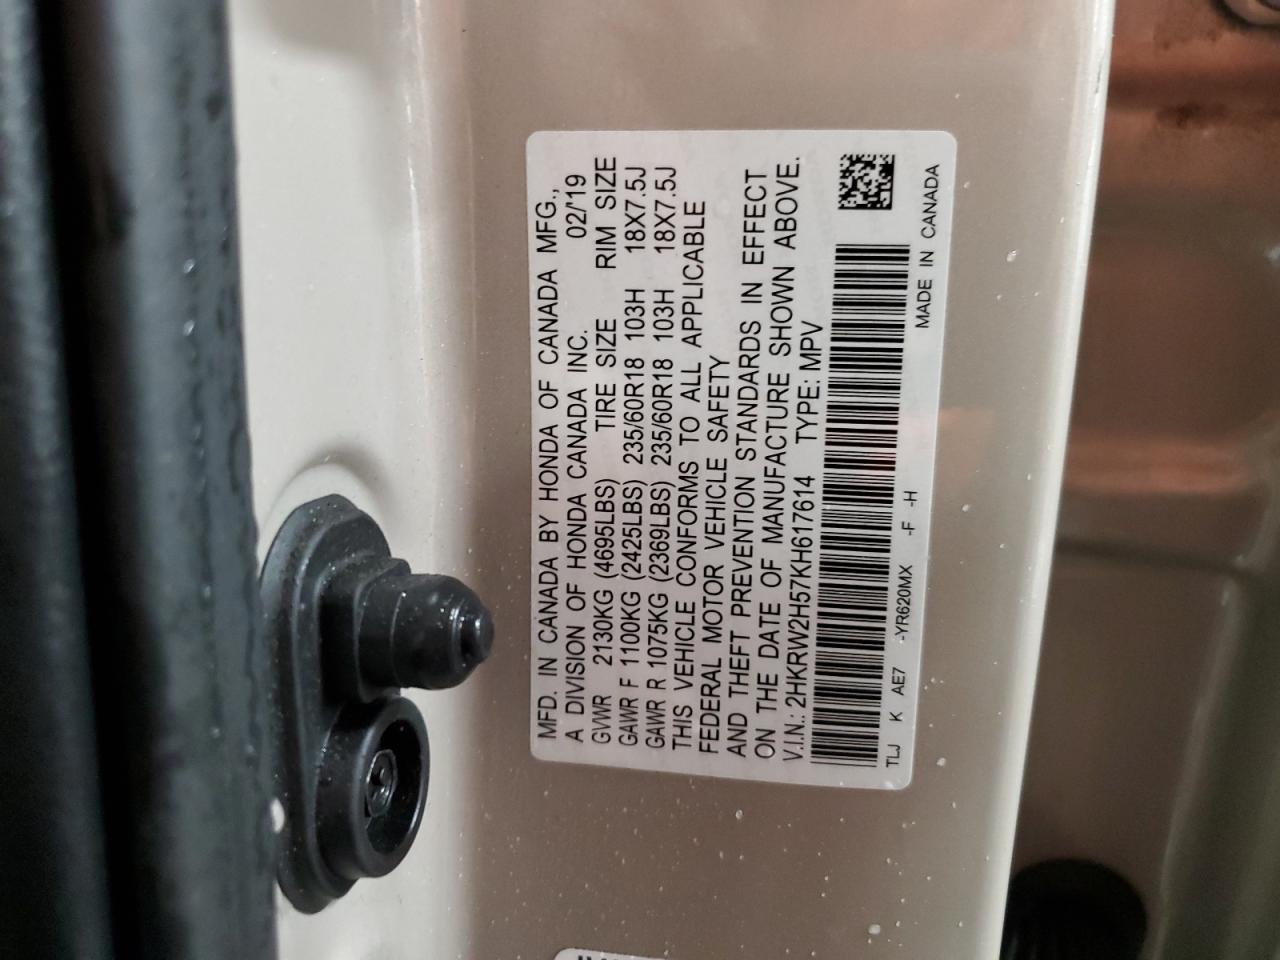 MFD. IN CANADA BY HONDA OF CANADA MFG.,
A DIVISION OF HONDA CANADA INC. 02/'19
GVWR 2130KG (4695LBS) TIRE SIZE RIM SIZE
GAWR F 1100KG (2425LBS) 235/60R18 103H 18X7.5J
GAWR R 1075KG (2369LBS) 235/60R18 103H 18X7.5J
THIS VEHICLE CONFORMS TO ALL APPLICABLE
FEDERAL MOTOR VEHICLE SAFETY
AND THEFT PREVENTION STANDARDS IN EFFECT
ON THE DATE OF MANUFACTURE SHOWN ABOVE.
V.I.N.: 2HKRW2H57KH617614 TYPE: MPV
TLJ K AE7 -YR620MX -F -H
MADE IN CANADA